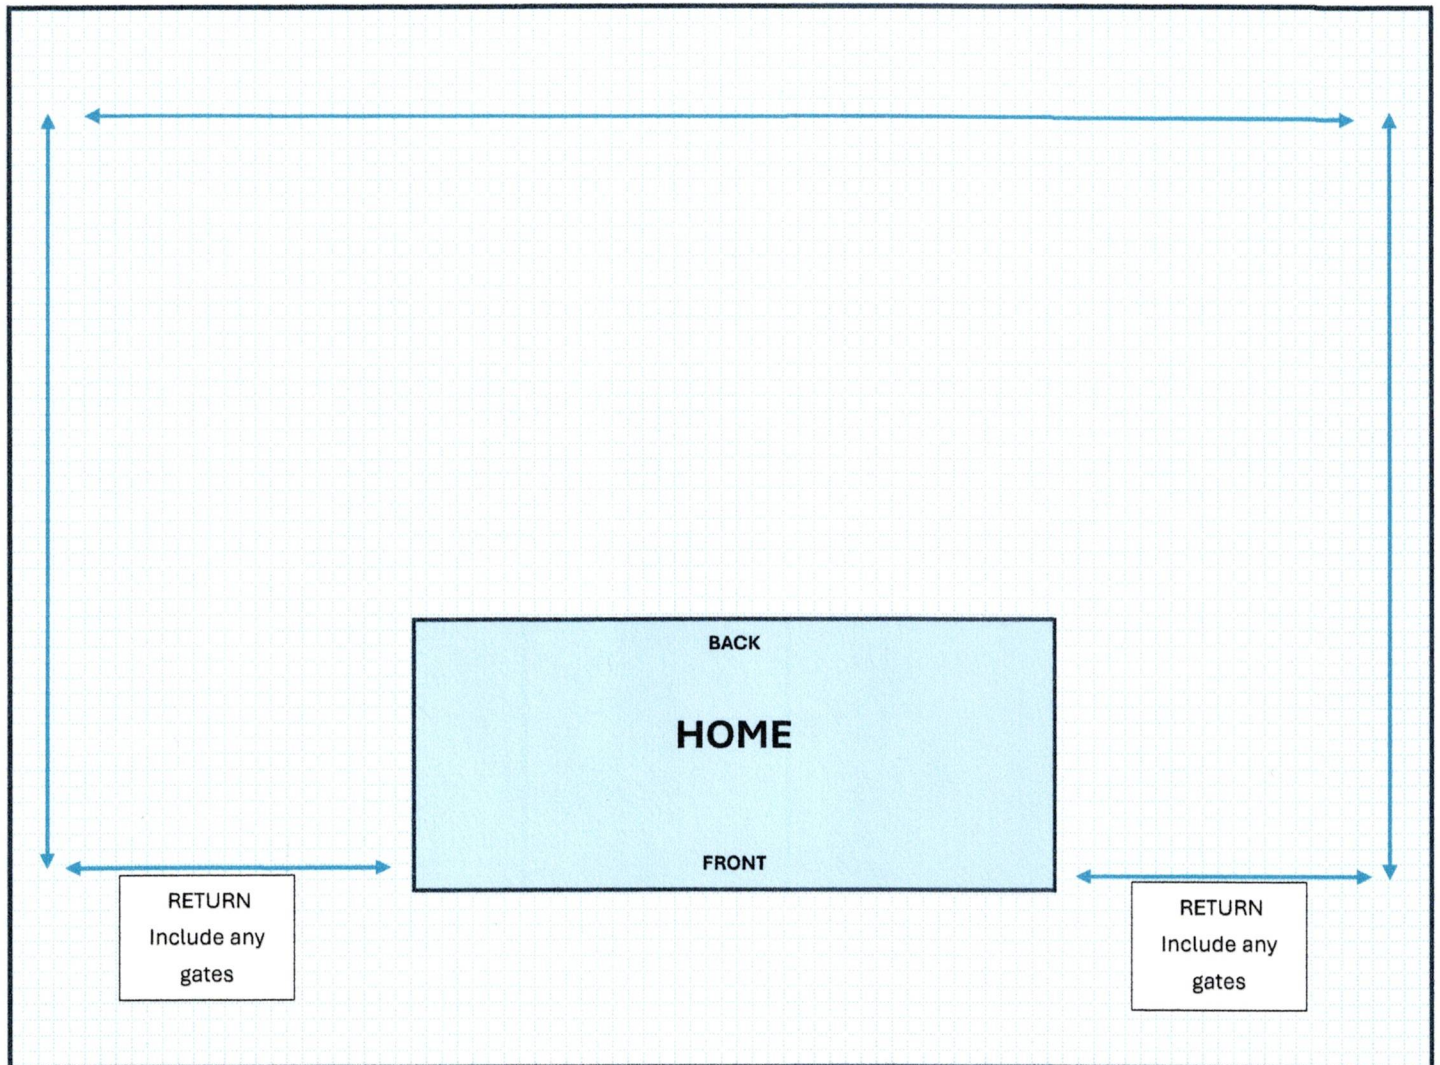 BACK
HOME
FRONT
RETURN
Include any
gates
RETURN
Include any
gates